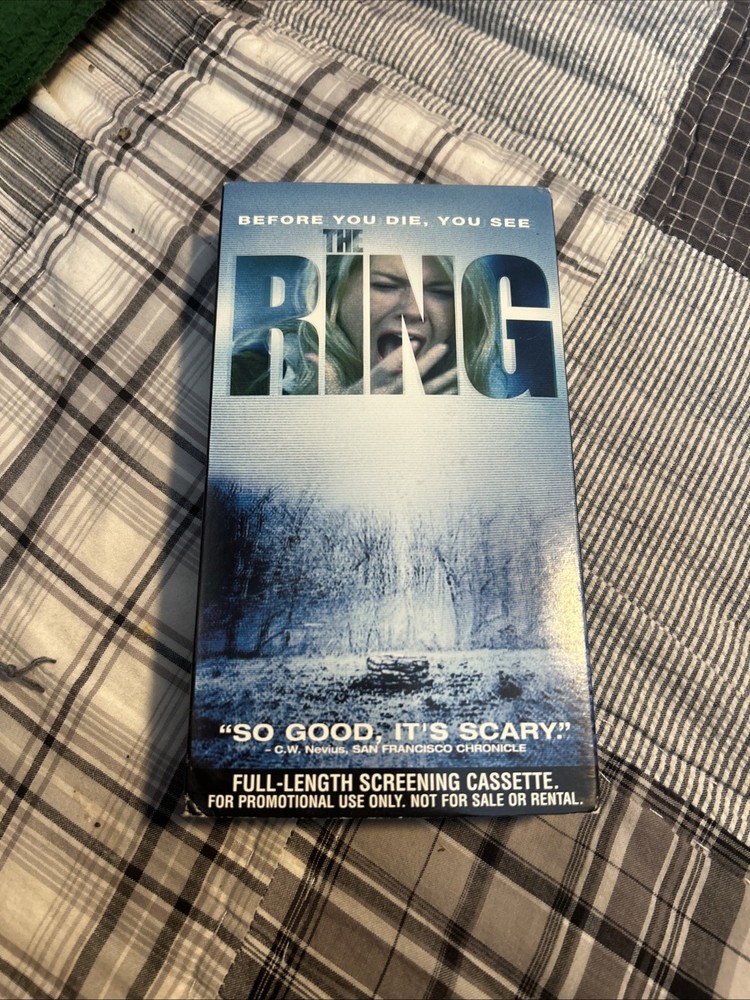 BEFORE YOU DIE, YOU SEE
THE
RING
“SO GOOD, IT'S SCARY.”
– C.W. Nevius, SAN FRANCISCO CHRONICLE
FULL-LENGTH SCREENING CASSETTE.
FOR PROMOTIONAL USE ONLY. NOT FOR SALE OR RENTAL.